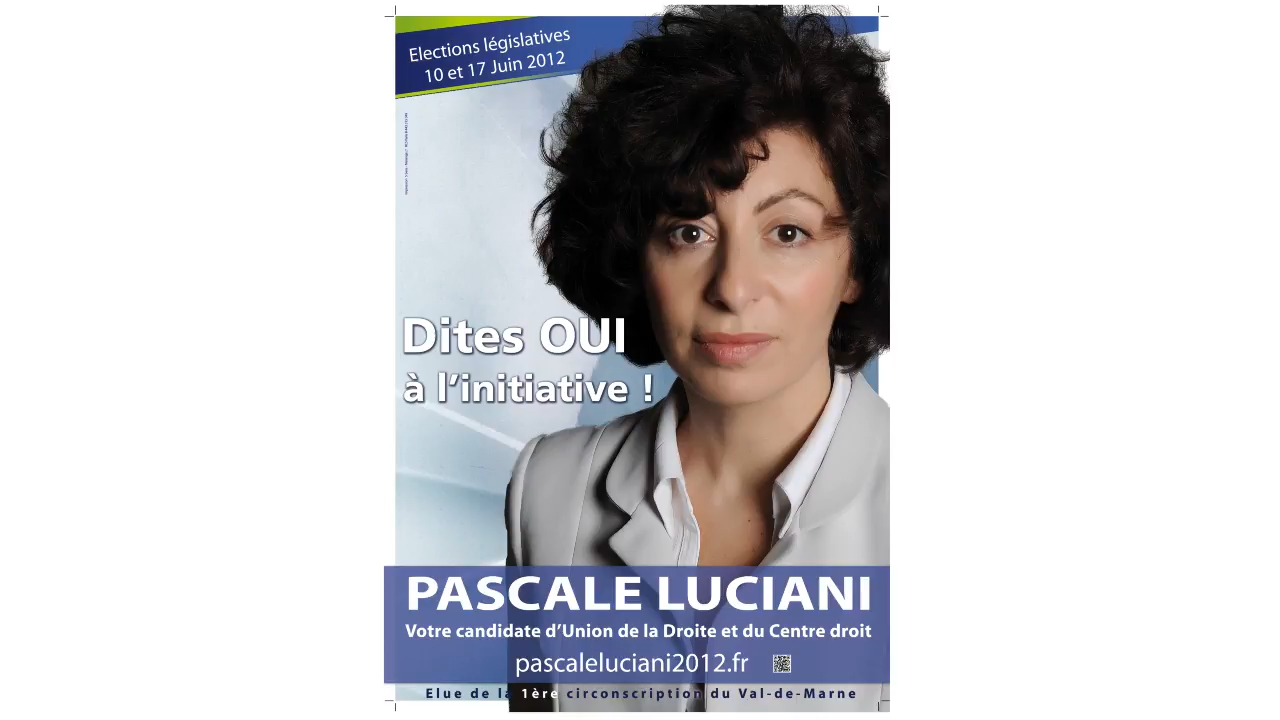 Elections législatives
10 et 17 Juin 2012
Dites OUI
à l'initiative !
PASCALE LUCIANI
Votre candidate d'Union de la Droite et du Centre droit
pascaleluciani2012.fr
Elue de la 1ère circonscription du Val-de-Marne